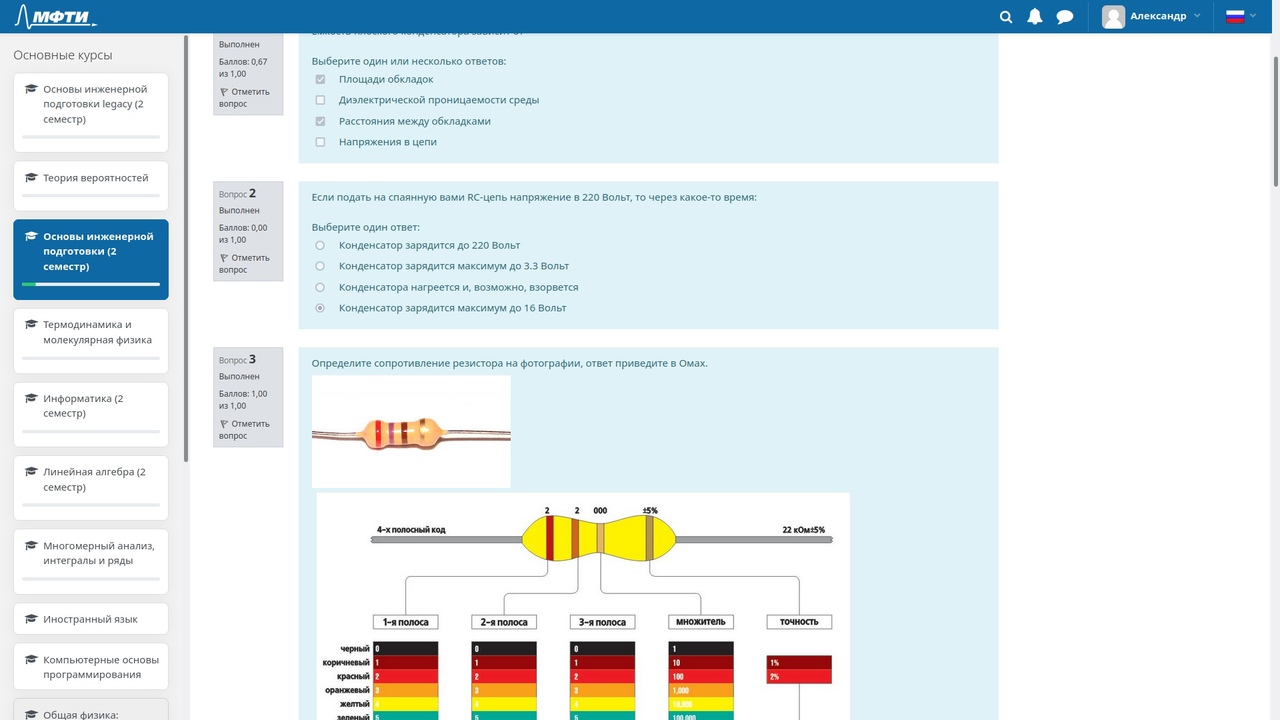 МФТИ
Александр
Основные курсы
Основы инженерной
подготовки legacy (2
семестр)
Теория вероятностей
Основы инженерной
подготовки (2
семестр)
Термодинамика и
молекулярная физика
Информатика (2
семестр)
Линейная алгебра (2
семестр)
Многомерный анализ,
интегралы и ряды
Иностранный язык
Компьютерные основы
программирования
Общая физика:
Выполнен
Баллов: 0,67
из 1,00
Отметить
вопрос
Емкость плоского конденсатора зависит от
Выберите один или несколько ответов:
Площади обкладок
Диэлектрической проницаемости среды
Расстояния между обкладками
Напряжения в цепи
Вопрос 2
Выполнен
Баллов: 0,00
из 1,00
Отметить
вопрос
Если подать на спаянную вами RC-цепь напряжение в 220 Вольт, то через какое-то время:
Выберите один ответ:
Конденсатор зарядится до 220 Вольт
Конденсатор зарядится максимум до 3.3 Вольт
Конденсатора нагреется и, возможно, взорвется
Конденсатор зарядится максимум до 16 Вольт
Вопрос 3
Выполнен
Баллов: 1,00
из 1,00
Отметить
вопрос
Определите сопротивление резистора на фотографии, ответ приведите в Омах.
2 2 000 ±5%
4-х полосный код 22 кОм±5%
1-я полоса 2-я полоса 3-я полоса множитель точность
черный 0 0 0 1
коричневый 1 1 1 10 1%
красный 2 2 2 100 2%
оранжевый 3 3 3 1,000
желтый 4 4 4 10,000
зеленый 5 5 5 100,000